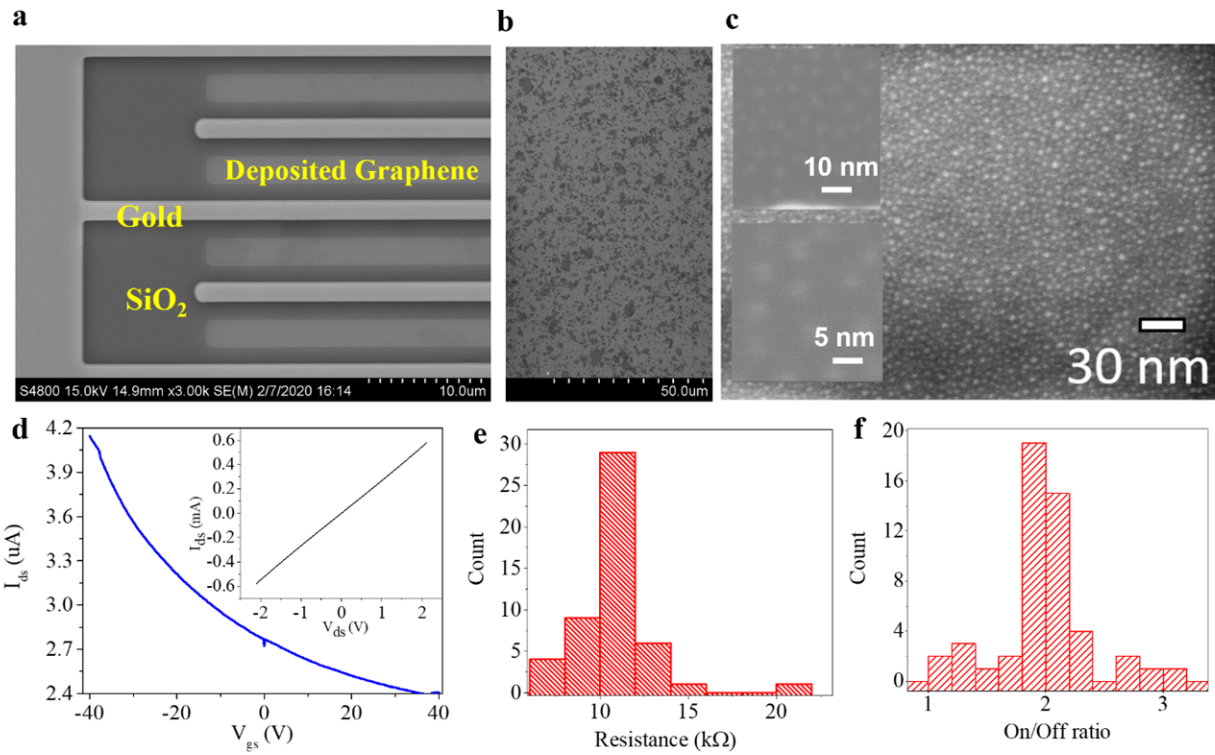 a
Deposited Graphene
Gold
SiO₂
S4800 15.0kV 14.9mm x3.00k SE(M) 2/7/2020 16:14 10.0um
b
50.0um
c
10 nm
5 nm
30 nm
d
4.2
3.9
3.6
3.3
3.0
2.7
2.4
I_ds (uA)
-40 -20 0 20 40
V_gs (V)
0.6
0.4
0.2
0.0
-0.2
-0.4
-0.6
I_ds (mA)
-2 -1 0 1 2
V_ds (V)
e
30
25
20
15
10
5
0
Count
10 15 20
Resistance (kΩ)
f
20
16
12
8
4
0
Count
1 2 3
On/Off ratio